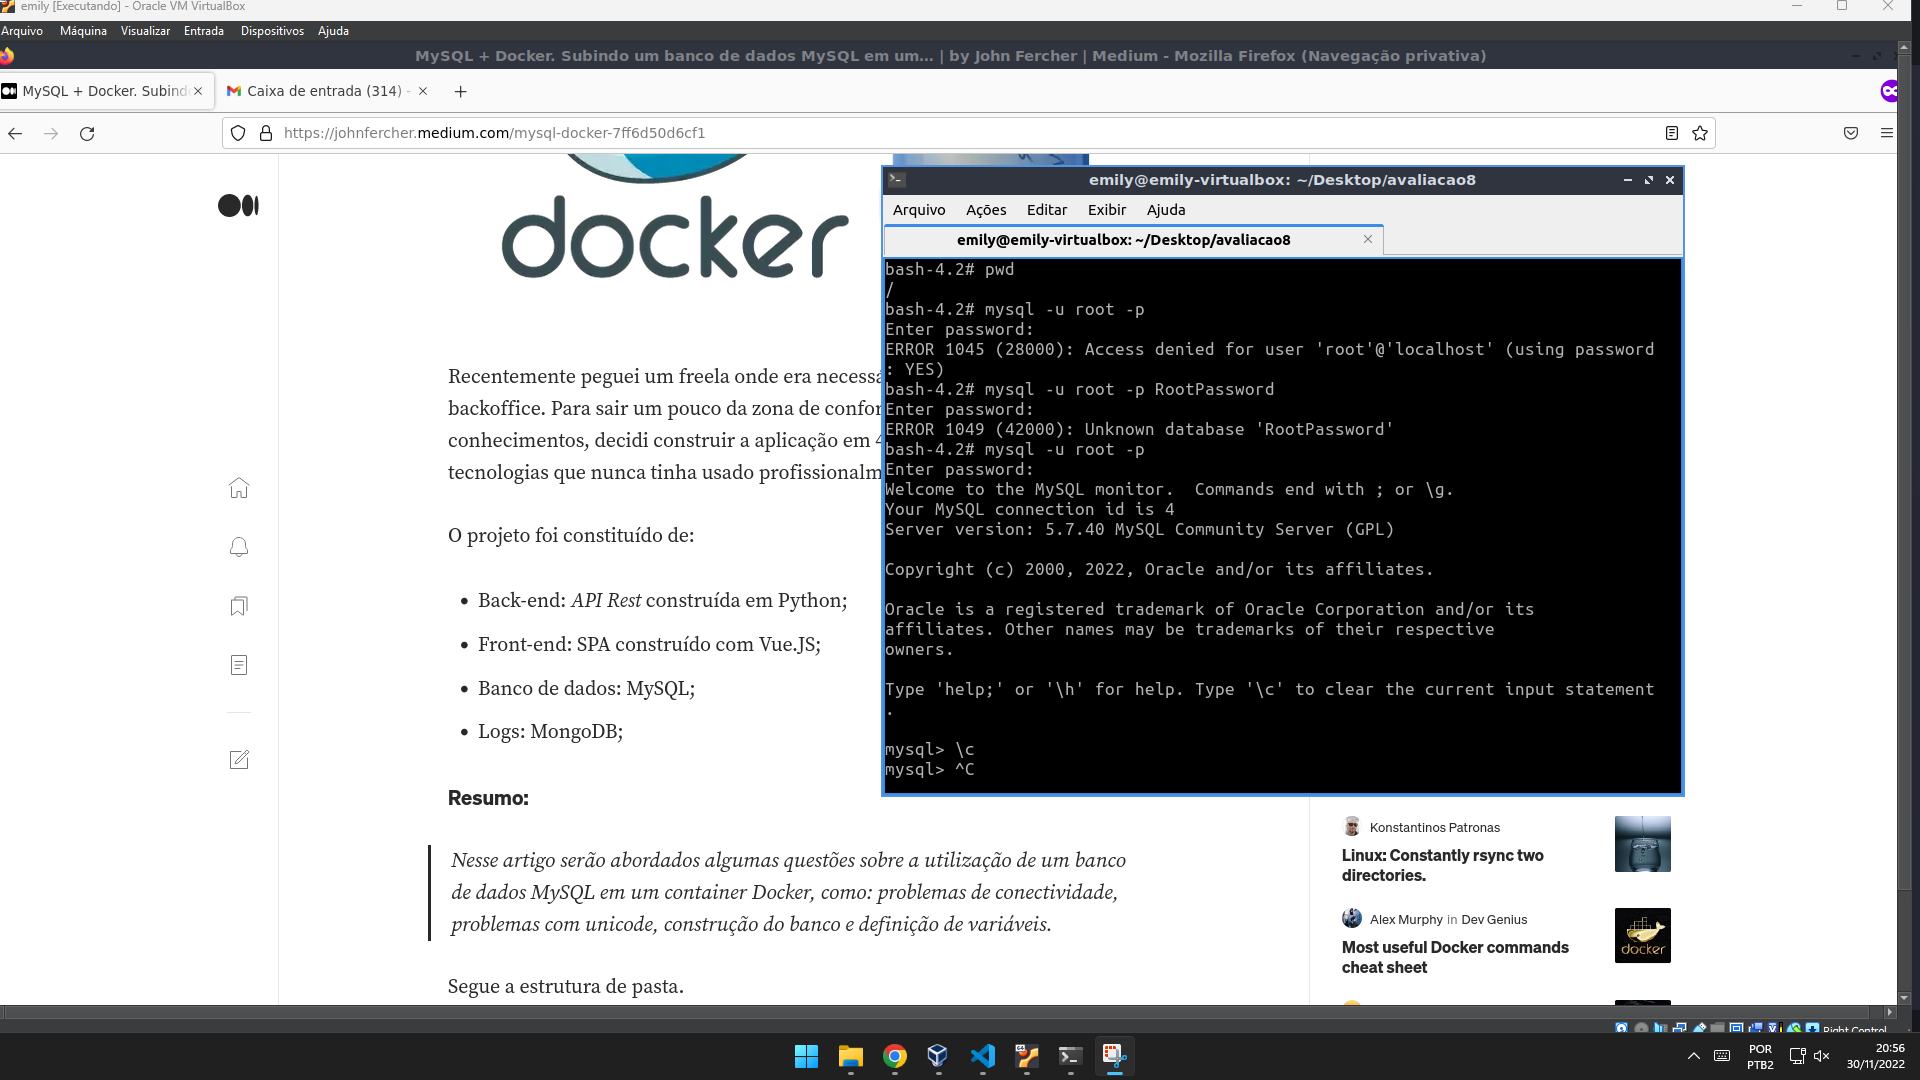 emily [Executando] - Oracle VM VirtualBox
Arquivo Máquina Visualizar Entrada Dispositivos Ajuda
MySQL + Docker. Subindo um banco de dados MySQL em um… | by John Fercher | Medium - Mozilla Firefox (Navegação privativa)
MySQL + Docker. Subind
Caixa de entrada (314) -
https://johnfercher.medium.com/mysql-docker-7ff6d50d6cf1
docker
Recentemente peguei um freela onde era necessá
backoffice. Para sair um pouco da zona de confor
conhecimentos, decidi construir a aplicação em 4
tecnologias que nunca tinha usado profissionalm
O projeto foi constituído de:
• Back-end: API Rest construída em Python;
• Front-end: SPA construído com Vue.JS;
• Banco de dados: MySQL;
• Logs: MongoDB;
Resumo:
Nesse artigo serão abordados algumas questões sobre a utilização de um banco
de dados MySQL em um container Docker, como: problemas de conectividade,
problemas com unicode, construção do banco e definição de variáveis.
Segue a estrutura de pasta.
emily@emily-virtualbox: ~/Desktop/avaliacao8
Arquivo Ações Editar Exibir Ajuda
emily@emily-virtualbox: ~/Desktop/avaliacao8
bash-4.2# pwd
/
bash-4.2# mysql -u root -p
Enter password:
ERROR 1045 (28000): Access denied for user 'root'@'localhost' (using password
: YES)
bash-4.2# mysql -u root -p RootPassword
Enter password:
ERROR 1049 (42000): Unknown database 'RootPassword'
bash-4.2# mysql -u root -p
Enter password:
Welcome to the MySQL monitor.  Commands end with ; or \g.
Your MySQL connection id is 4
Server version: 5.7.40 MySQL Community Server (GPL)
Copyright (c) 2000, 2022, Oracle and/or its affiliates.
Oracle is a registered trademark of Oracle Corporation and/or its
affiliates. Other names may be trademarks of their respective
owners.
Type 'help;' or '\h' for help. Type '\c' to clear the current input statement
.
mysql> \c
mysql> ^C
Konstantinos Patronas
Linux: Constantly rsync two
directories.
Alex Murphy in Dev Genius
Most useful Docker commands
cheat sheet
docker
Right Control
POR
PTB2
20:56
30/11/2022